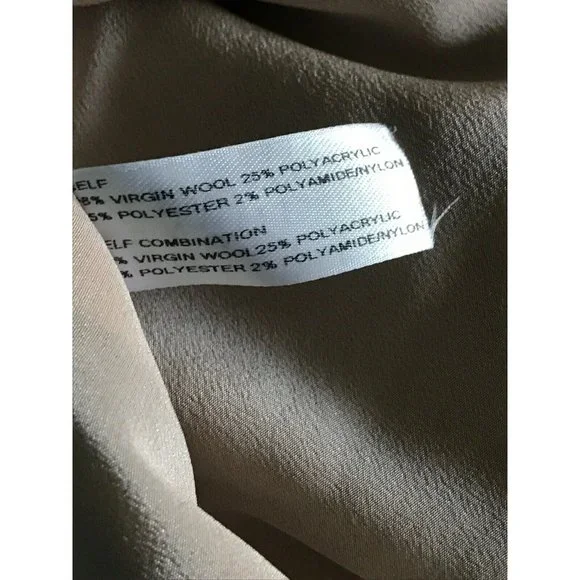 SELF
8% VIRGIN WOOL 25% POLYACRYLIC
5% POLYESTER 2% POLYAMIDE/NYLON
ELF COMBINATION
% VIRGIN WOOL25% POLYACRYLIC
% POLYESTER 2% POLYAMIDE/NYLON